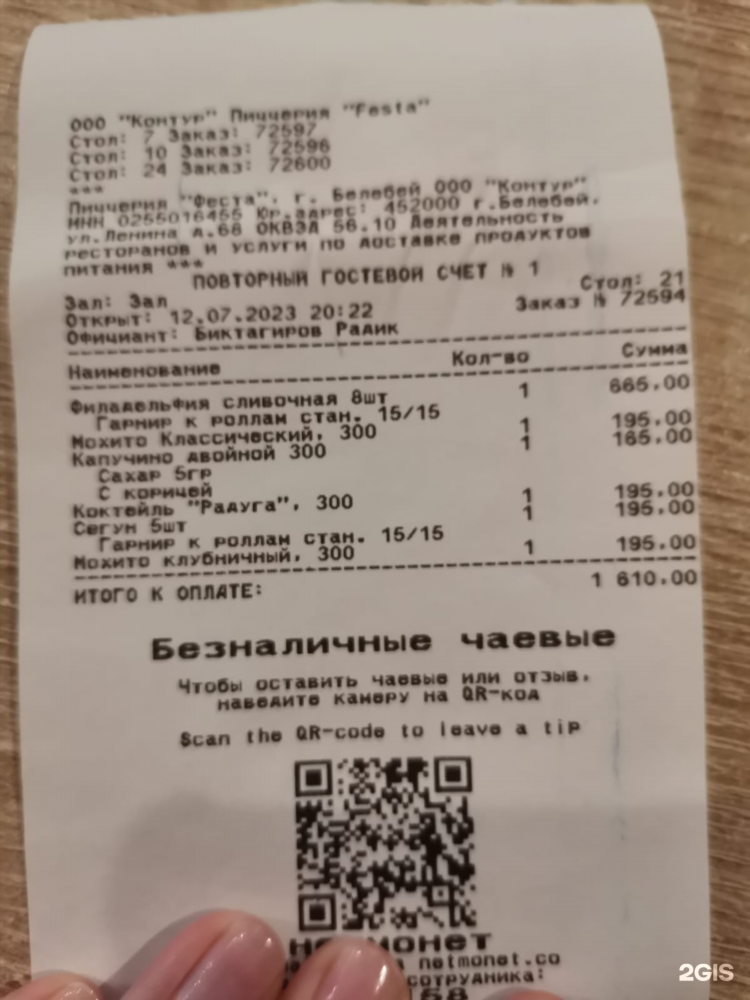 ООО "Контур" Пиччерия "Festa"
Стол: 7 Заказ: 72597
Стол: 10 Заказ: 72596
Стол: 24 Заказ: 72600
***
Пиччерия "Феста", г. Белебей ООО "Контур"
ИНН 0255016455 Юр.адрес: 452000 г.Белебей,
ул.Ленина д.68 ОКВЭД 56.10 Деятельность
ресторанов и услуги по доставке продуктов
питания ***
ПОВТОРНЫЙ ГОСТЕВОЙ СЧЕТ № 1
Зал: Зал Стол: 21
Открыт: 12.07.2023 20:22 Заказ № 72594
Официант: Биктагиров Радик
Наименование Кол-во Сумма
Филадельфия сливочная 8шт 1 665.00
Гарнир к роллам стан. 15/15
Мохито Классический, 300 1 195.00
Капучино двойной 300 1 165.00
Сахар 5гр
С корицей
Коктейль "Радуга", 300 1 195.00
Сегун 5шт 1 195.00
Гарнир к роллам стан. 15/15
Мохито клубничный, 300 1 195.00
ИТОГО К ОПЛАТЕ: 1 610.00
Безналичные чаевые
Чтобы оставить чаевые или отзыв,
наведите камеру на QR-код
Scan the QR-code to leave a tip
монет
netmonet.co
сотрудника:
2GIS